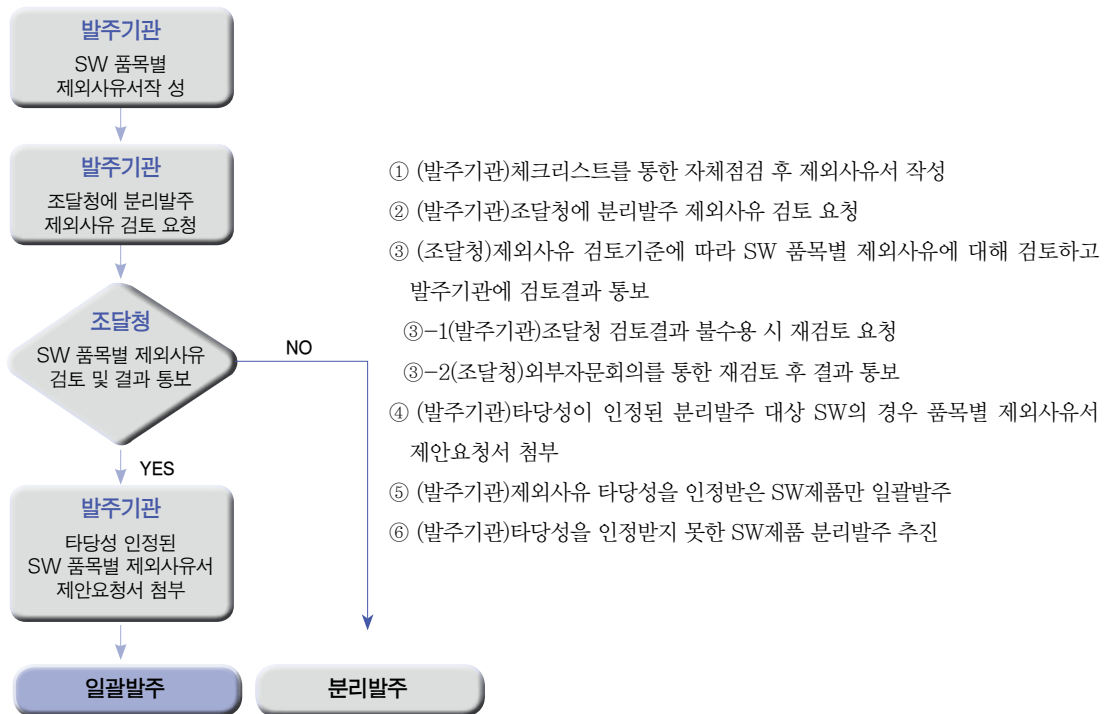 발주기관
SW 품목별
제외사유서작 성
발주기관
조달청에 분리발주
제외사유 검토 요청
조달청
SW 품목별 제외사유
검토 및 결과 통보
NO
YES
발주기관
타당성 인정된
SW 품목별 제외사유서
제안요청서 첨부
일괄발주
분리발주
① (발주기관)체크리스트를 통한 자체점검 후 제외사유서 작성
② (발주기관)조달청에 분리발주 제외사유 검토 요청
③ (조달청)제외사유 검토기준에 따라 SW 품목별 제외사유에 대해 검토하고
발주기관에 검토결과 통보
③-1(발주기관)조달청 검토결과 불수용 시 재검토 요청
③-2(조달청)외부자문회의를 통한 재검토 후 결과 통보
④ (발주기관)타당성이 인정된 분리발주 대상 SW의 경우 품목별 제외사유서
제안요청서 첨부
⑤ (발주기관)제외사유 타당성을 인정받은 SW제품만 일괄발주
⑥ (발주기관)타당성을 인정받지 못한 SW제품 분리발주 추진